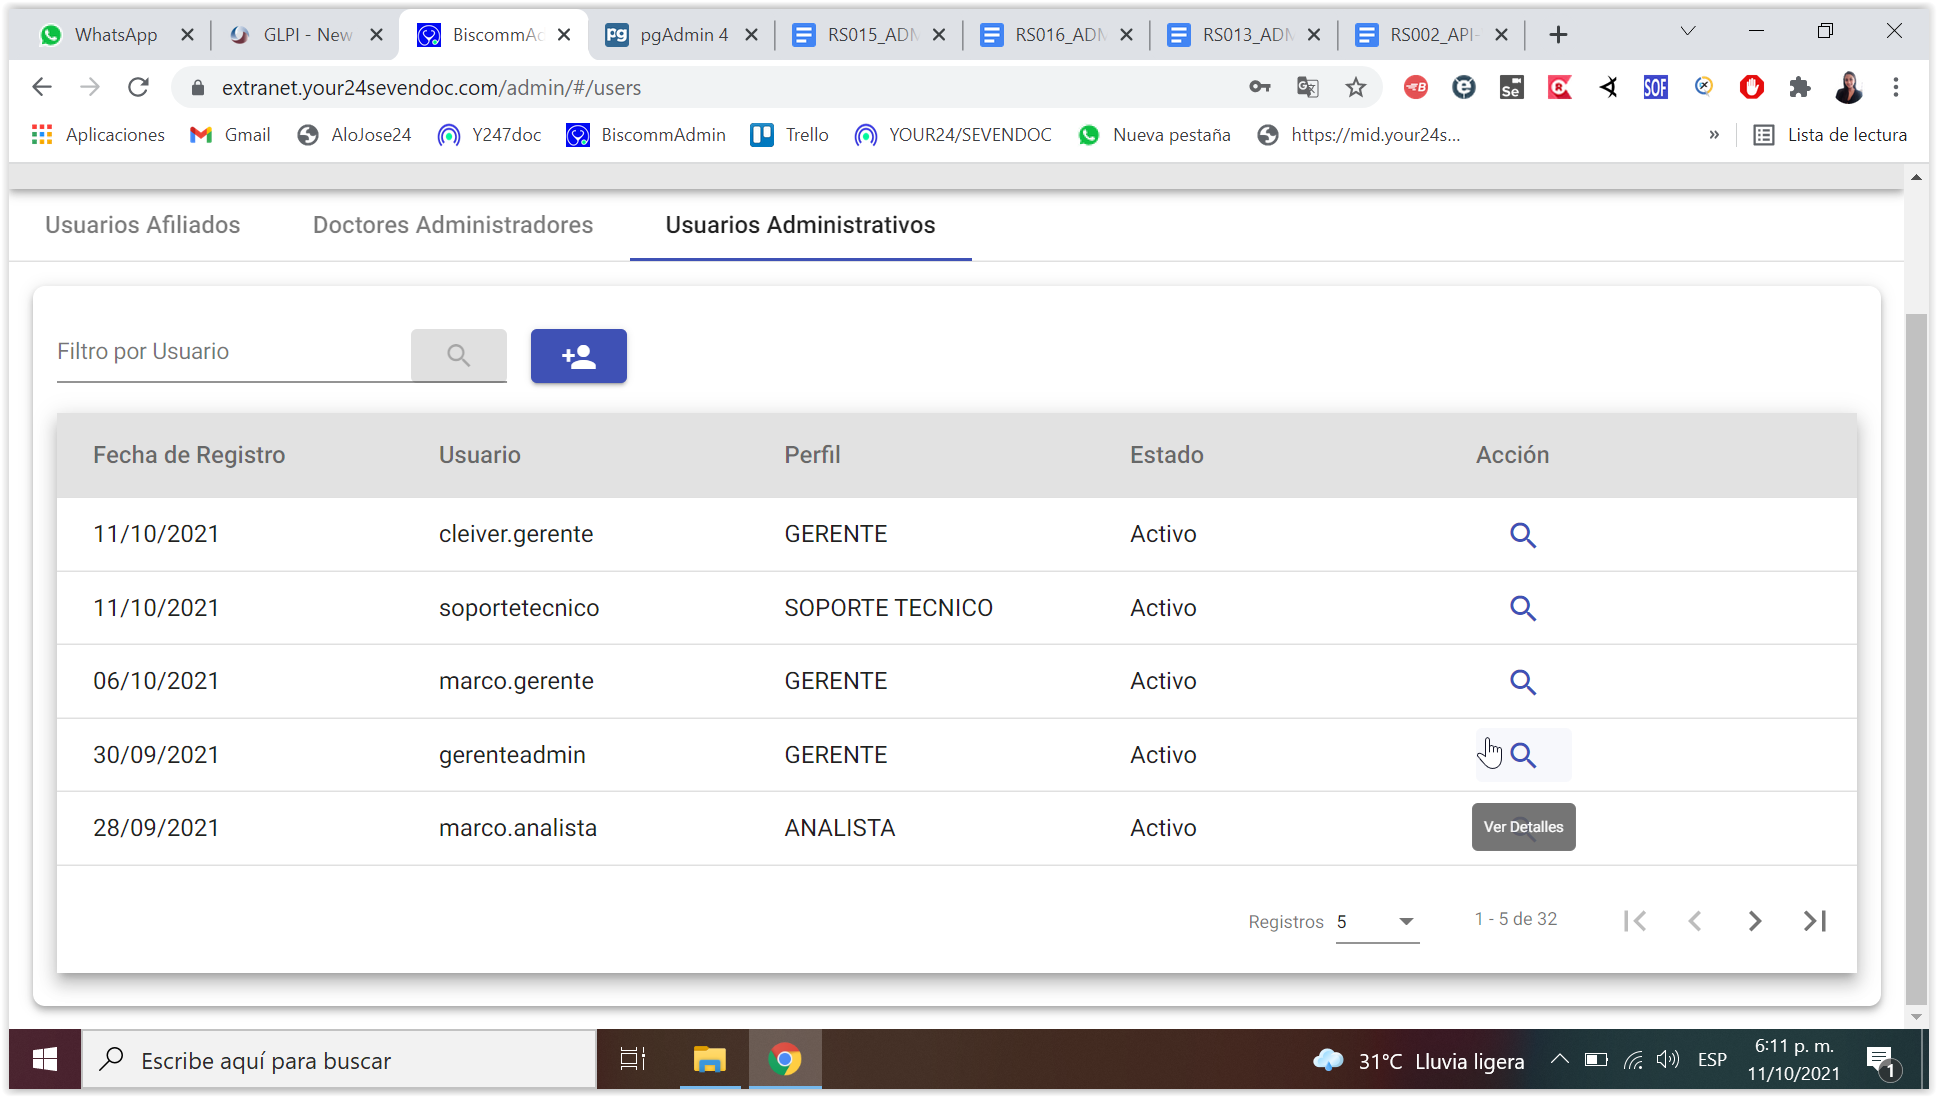 WhatsApp GLPI - New BiscommAd pgAdmin 4 RS015_ADM RS016_ADM RS013_ADM RS002_API-
extranet.your24sevendoc.com/admin/#/users
Aplicaciones Gmail AloJose24 Y247doc BiscommAdmin Trello YOUR24/SEVENDOC Nueva pestaña https://mid.your24s... » Lista de lectura
Usuarios Afiliados Doctores Administradores Usuarios Administrativos
Filtro por Usuario
Fecha de Registro Usuario Perfil Estado Acción
11/10/2021 cleiver.gerente GERENTE Activo
11/10/2021 soportetecnico SOPORTE TECNICO Activo
06/10/2021 marco.gerente GERENTE Activo
30/09/2021 gerenteadmin GERENTE Activo
28/09/2021 marco.analista ANALISTA Activo
Ver Detalles
Registros 5 1 - 5 de 32
Escribe aquí para buscar
31°C Lluvia ligera ESP
6:11 p. m.
11/10/2021
1